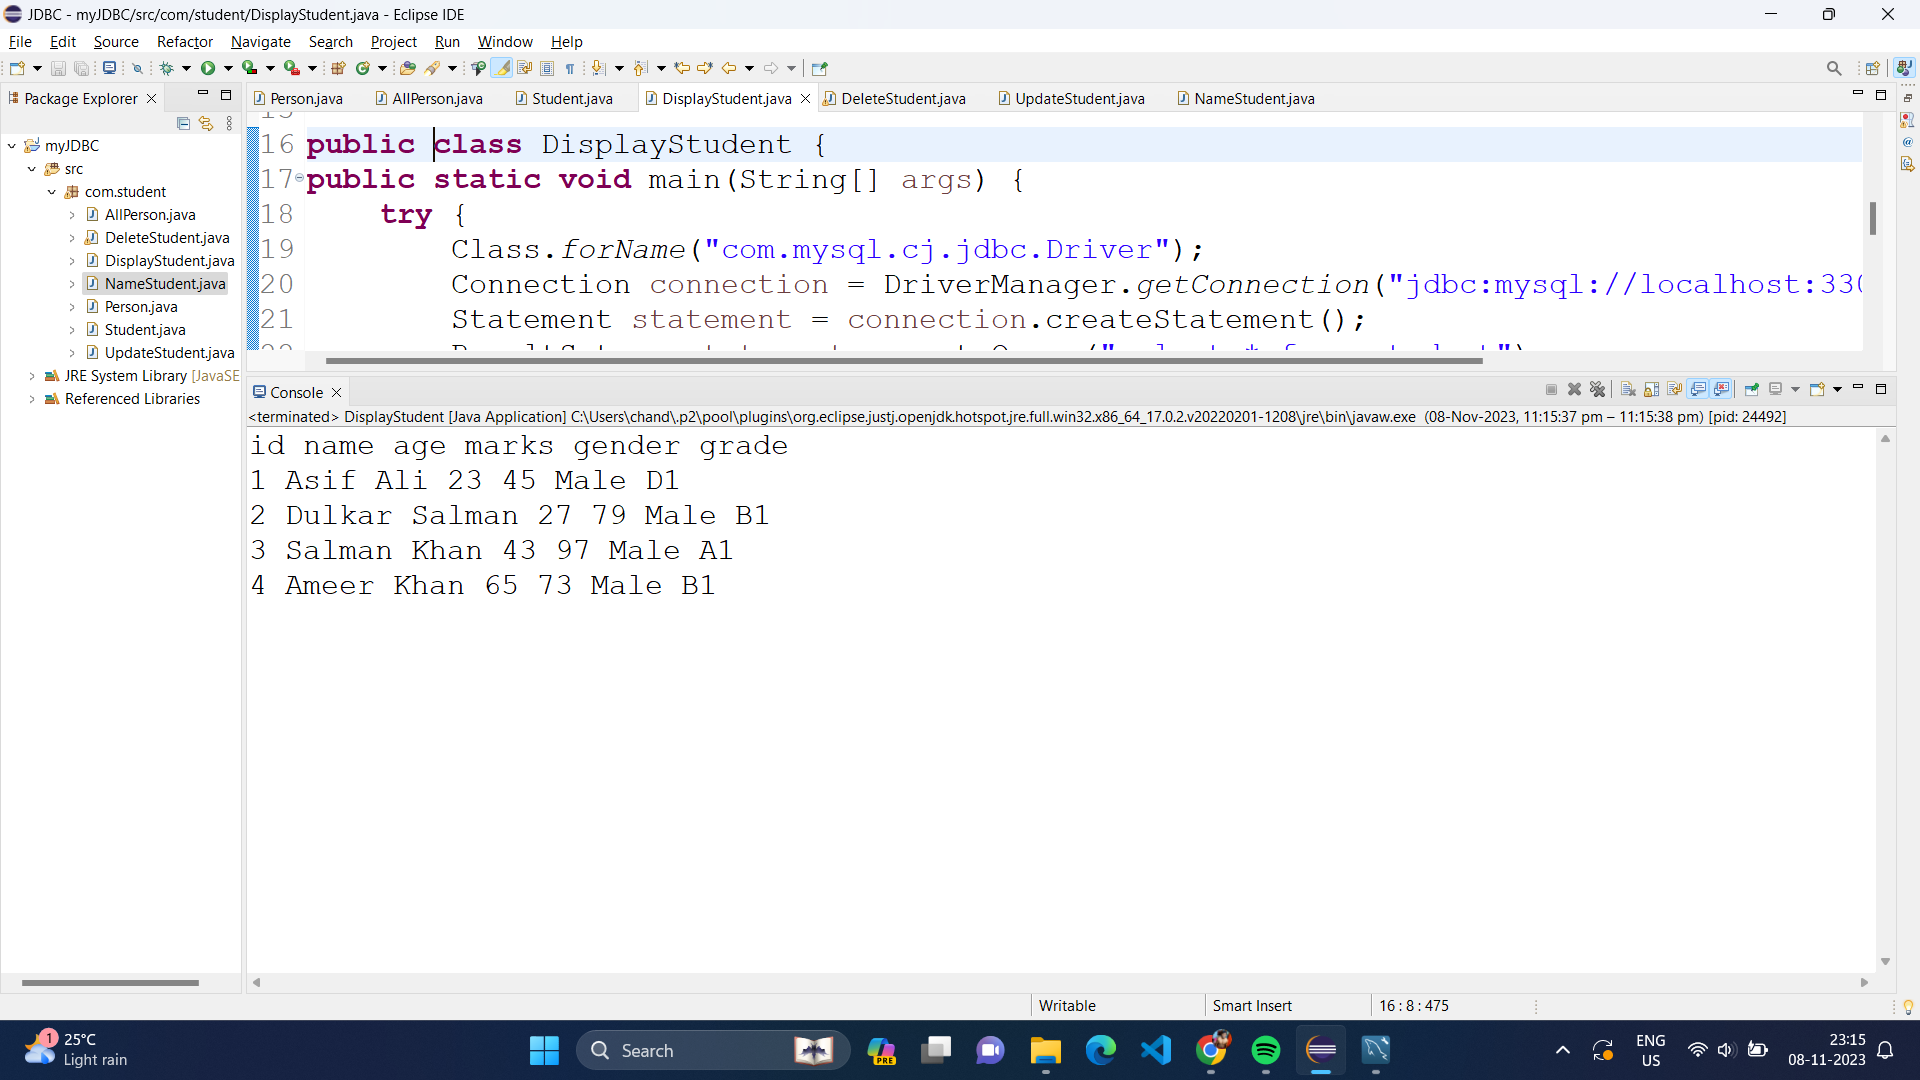 JDBC - myJDBC/src/com/student/DisplayStudent.java - Eclipse IDE
File Edit Source Refactor Navigate Search Project Run Window Help
Package Explorer
myJDBC
src
com.student
AllPerson.java
DeleteStudent.java
DisplayStudent.java
NameStudent.java
Person.java
Student.java
UpdateStudent.java
JRE System Library [JavaSE
Referenced Libraries
Person.java AllPerson.java Student.java DisplayStudent.java DeleteStudent.java UpdateStudent.java NameStudent.java
16 public class DisplayStudent {
17 public static void main(String[] args) {
18 try {
19 Class.forName("com.mysql.cj.jdbc.Driver");
20 Connection connection = DriverManager.getConnection("jdbc:mysql://localhost:330
21 Statement statement = connection.createStatement();
Console
<terminated> DisplayStudent [Java Application] C:\Users\chand\.p2\pool\plugins\org.eclipse.justj.openjdk.hotspot.jre.full.win32.x86_64_17.0.2.v20220201-1208\jre\bin\javaw.exe (08-Nov-2023, 11:15:37 pm – 11:15:38 pm) [pid: 24492]
id name age marks gender grade
1 Asif Ali 23 45 Male D1
2 Dulkar Salman 27 79 Male B1
3 Salman Khan 43 97 Male A1
4 Ameer Khan 65 73 Male B1
Writable Smart Insert 16 : 8 : 475
1
25°C
Light rain
Search
PRE
ENG
US
23:15
08-11-2023